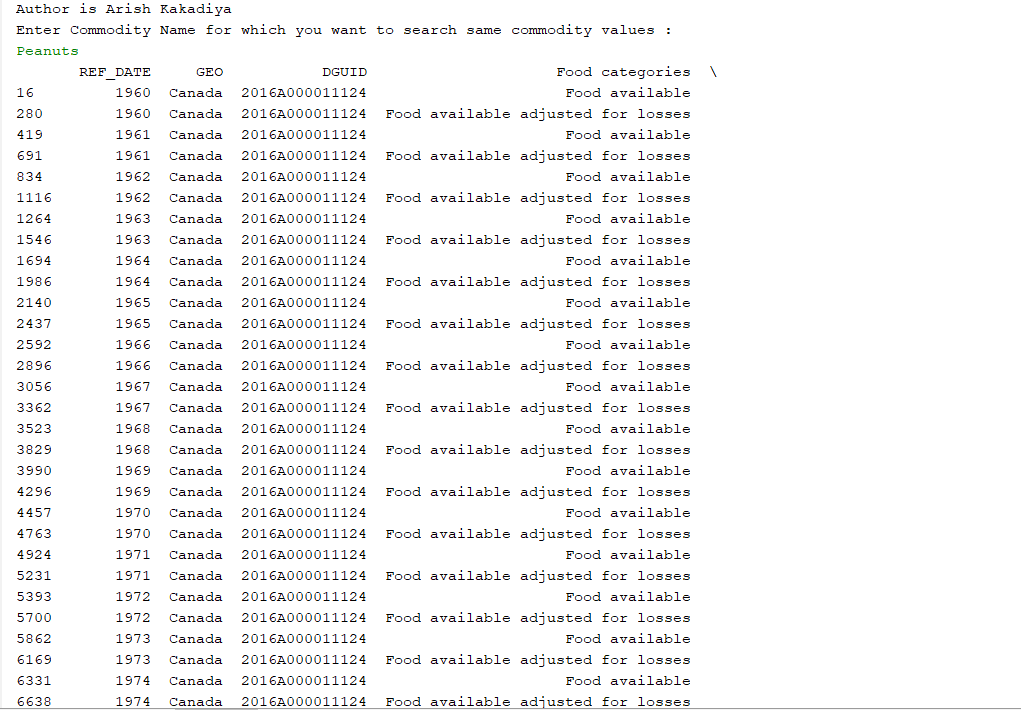 Author is Arish Kakadiya
Enter Commodity Name for which you want to search same commodity values :
Peanuts
REF_DATE GEO DGUID Food categories \
16 1960 Canada 2016A000011124 Food available
280 1960 Canada 2016A000011124 Food available adjusted for losses
419 1961 Canada 2016A000011124 Food available
691 1961 Canada 2016A000011124 Food available adjusted for losses
834 1962 Canada 2016A000011124 Food available
1116 1962 Canada 2016A000011124 Food available adjusted for losses
1264 1963 Canada 2016A000011124 Food available
1546 1963 Canada 2016A000011124 Food available adjusted for losses
1694 1964 Canada 2016A000011124 Food available
1986 1964 Canada 2016A000011124 Food available adjusted for losses
2140 1965 Canada 2016A000011124 Food available
2437 1965 Canada 2016A000011124 Food available adjusted for losses
2592 1966 Canada 2016A000011124 Food available
2896 1966 Canada 2016A000011124 Food available adjusted for losses
3056 1967 Canada 2016A000011124 Food available
3362 1967 Canada 2016A000011124 Food available adjusted for losses
3523 1968 Canada 2016A000011124 Food available
3829 1968 Canada 2016A000011124 Food available adjusted for losses
3990 1969 Canada 2016A000011124 Food available
4296 1969 Canada 2016A000011124 Food available adjusted for losses
4457 1970 Canada 2016A000011124 Food available
4763 1970 Canada 2016A000011124 Food available adjusted for losses
4924 1971 Canada 2016A000011124 Food available
5231 1971 Canada 2016A000011124 Food available adjusted for losses
5393 1972 Canada 2016A000011124 Food available
5700 1972 Canada 2016A000011124 Food available adjusted for losses
5862 1973 Canada 2016A000011124 Food available
6169 1973 Canada 2016A000011124 Food available adjusted for losses
6331 1974 Canada 2016A000011124 Food available
6638 1974 Canada 2016A000011124 Food available adjusted for losses